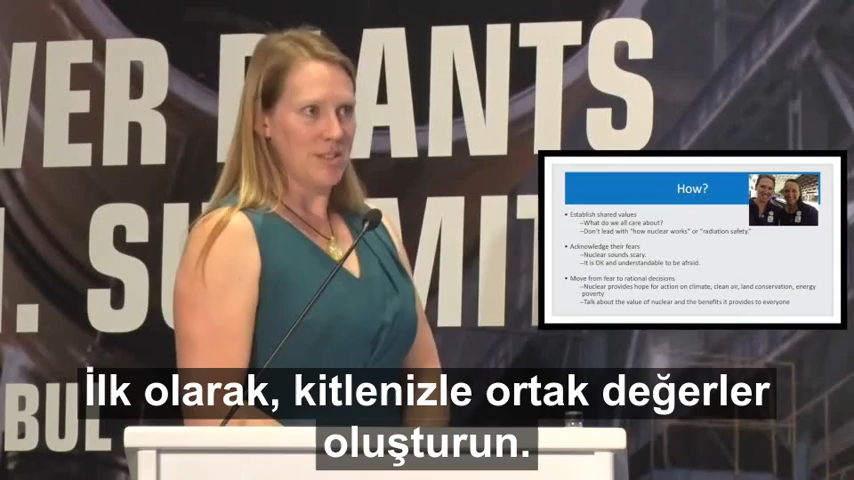 VER PLANTS
. SUMMIT
BUL
How?
• Establish shared values
–What do we all care about?
–Don't lead with "how nuclear works" or "radiation safety."
• Acknowledge their fears
–Nuclear sounds scary.
–It is OK and understandable to be afraid.
• Move from fear to rational decisions
–Nuclear provides hope for action on climate, clean air, land conservation, energy
poverty
–Talk about the value of nuclear and the benefits it provides to everyone
İlk olarak, kitlenizle ortak değerler
oluşturun.